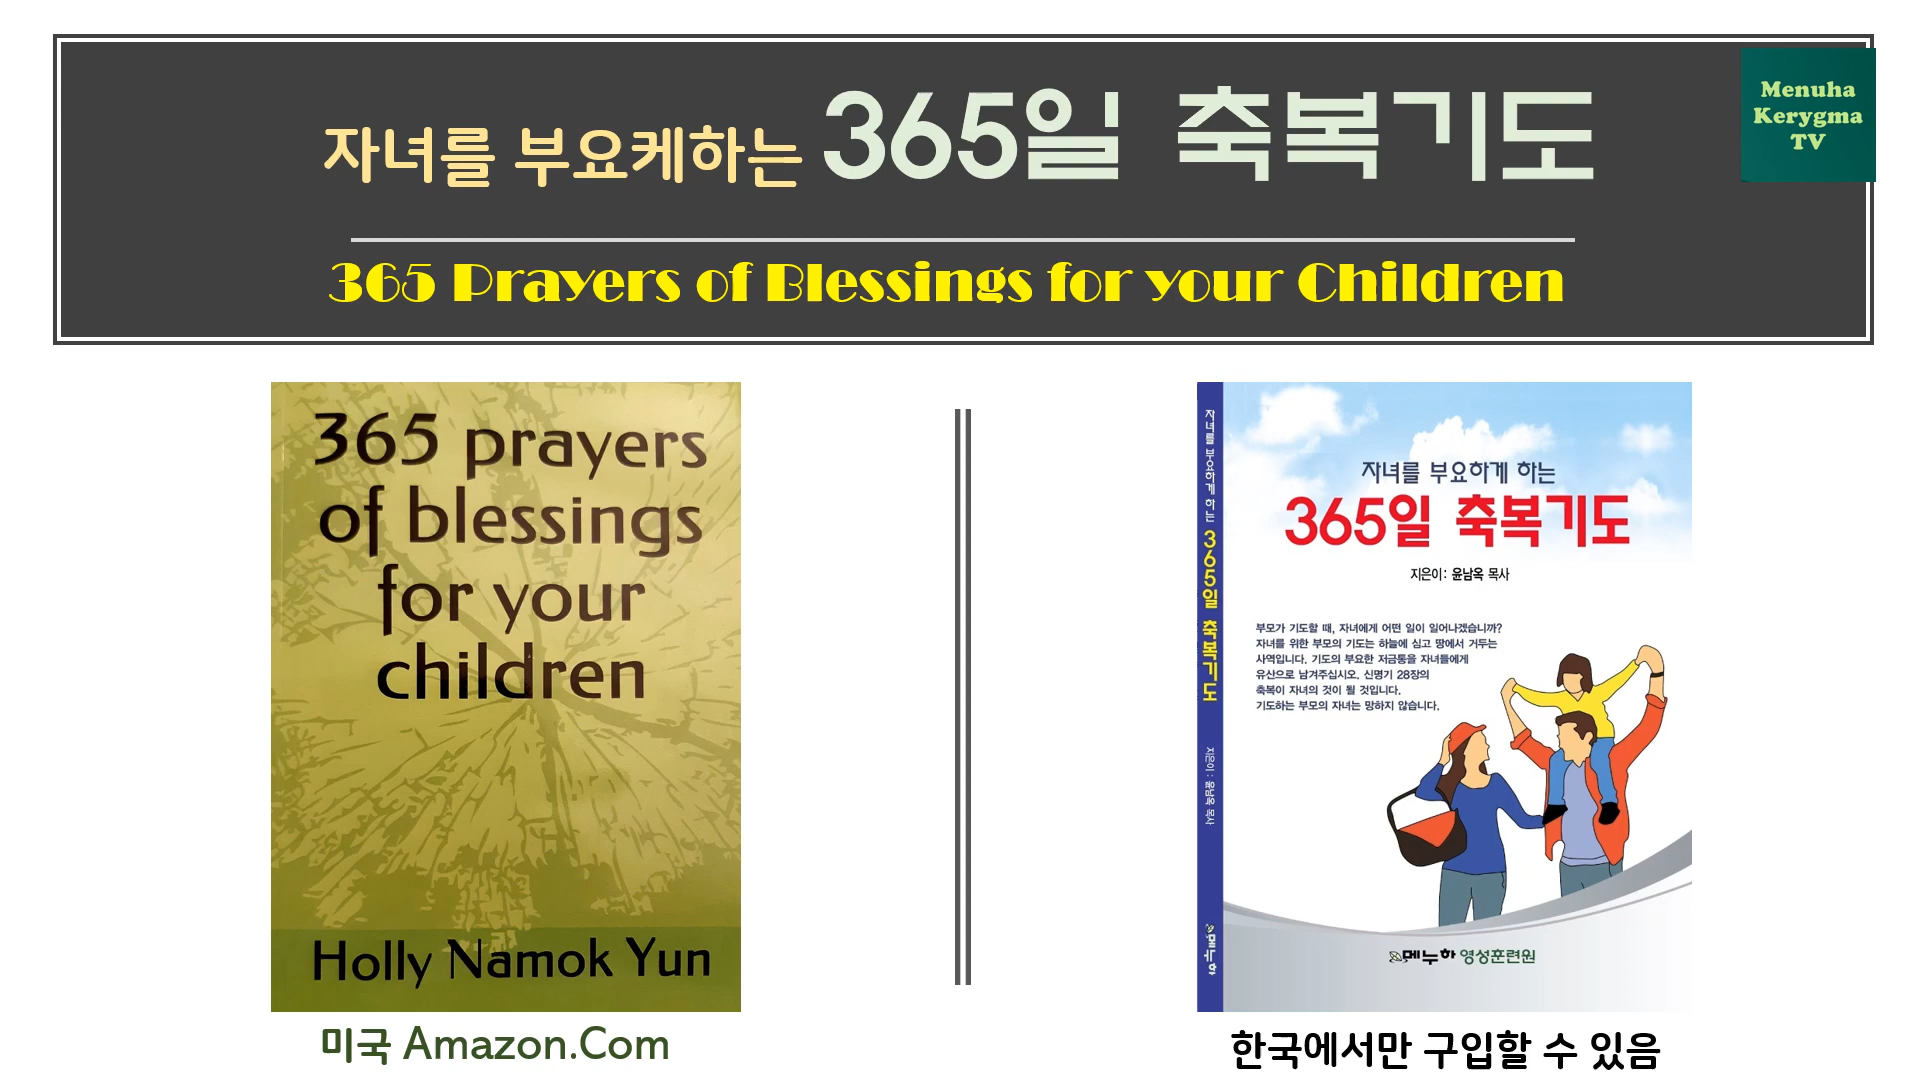 자녀를 부요케하는 365일 축복기도
Menuha
Kerygma
TV
365 Prayers of Blessings for your Children
365 prayers
of blessings
for your
children
Holly Namok Yun
미국 Amazon.Com
자녀를 부요하게 하는 365일 축복기도 지은이 : 윤남옥 목사 메누하
자녀를 부요하게 하는
365일 축복기도
지은이: 윤남옥 목사
부모가 기도할 때, 자녀에게 어떤 일이 일어나겠습니까?
자녀를 위한 부모의 기도는 하늘에 심고 땅에서 거두는
사역입니다. 기도의 부요한 저금통을 자녀들에게
유산으로 남겨주십시오. 신명기 28장의
축복이 자녀의 것이 될 것입니다.
기도하는 부모의 자녀는 망하지 않습니다.
메누하 영성훈련원
한국에서만 구입할 수 있음